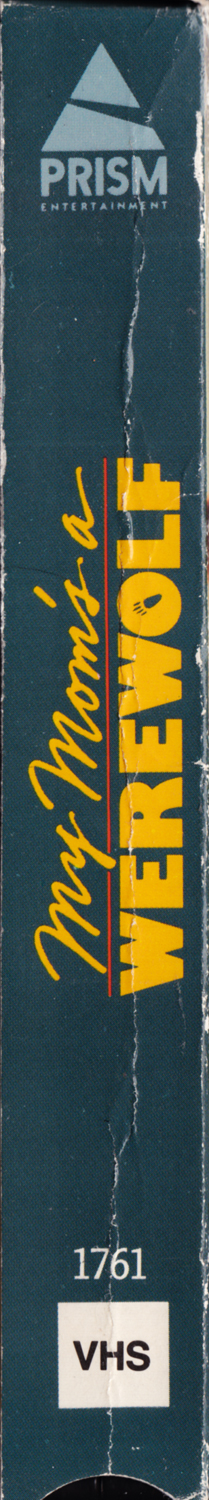 PRISM
ENTERTAINMENT
My Mom's a
WEREWOLF
1761
VHS